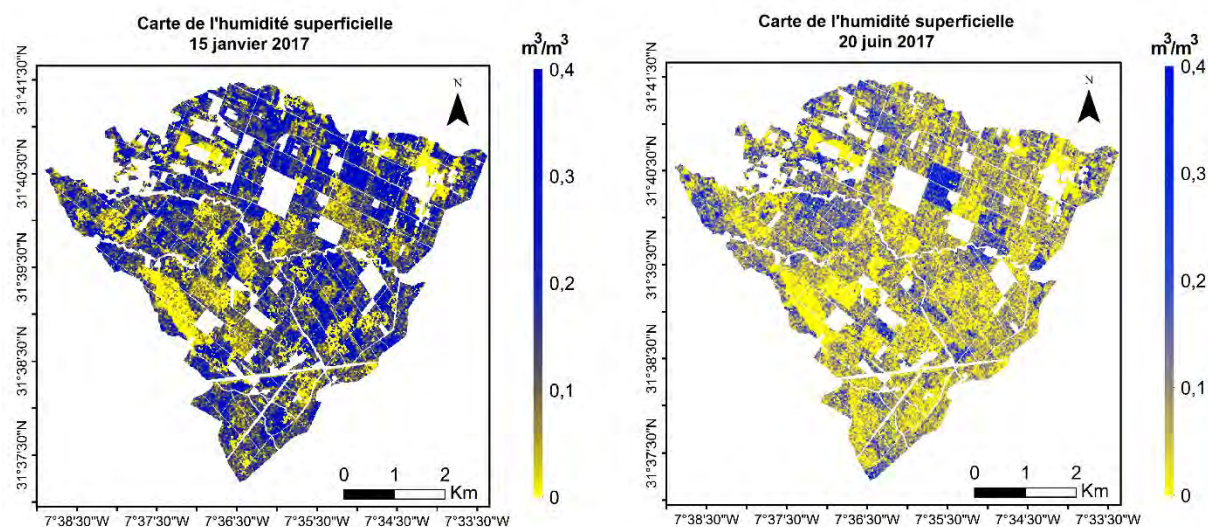 Carte de l'humidité superficielle
15 janvier 2017
m³/m³
N
0,4
0,3
0,2
0,1
0
31°41'30"N
31°40'30"N
31°39'30"N
31°38'30"N
31°37'30"N
0 1 2
Km
7°38'30"W 7°37'30"W 7°36'30"W 7°35'30"W 7°34'30"W 7°33'30"W
Carte de l'humidité superficielle
20 juin 2017
m³/m³
N
0,4
0,3
0,2
0,1
0
31°41'30"N
31°40'30"N
31°39'30"N
31°38'30"N
31°37'30"N
0 1 2
Km
7°38'30"W 7°37'30"W 7°36'30"W 7°35'30"W 7°34'30"W 7°33'30"W